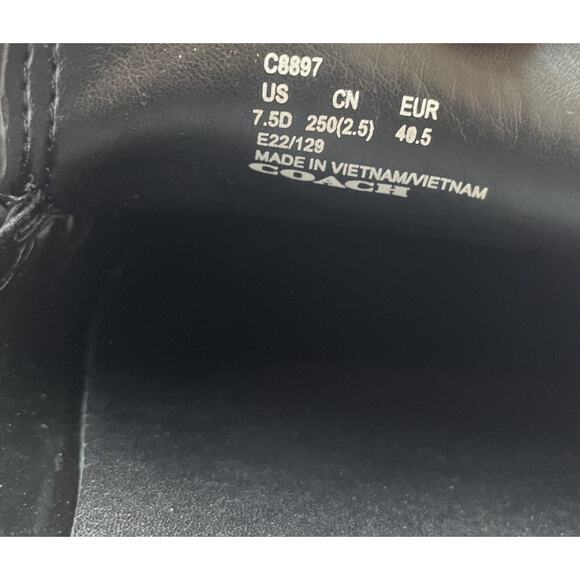 C8897
US CN EUR
7.5D 250(2.5) 40.5
E22/129
MADE IN VIETNAM/VIETNAM
COACH